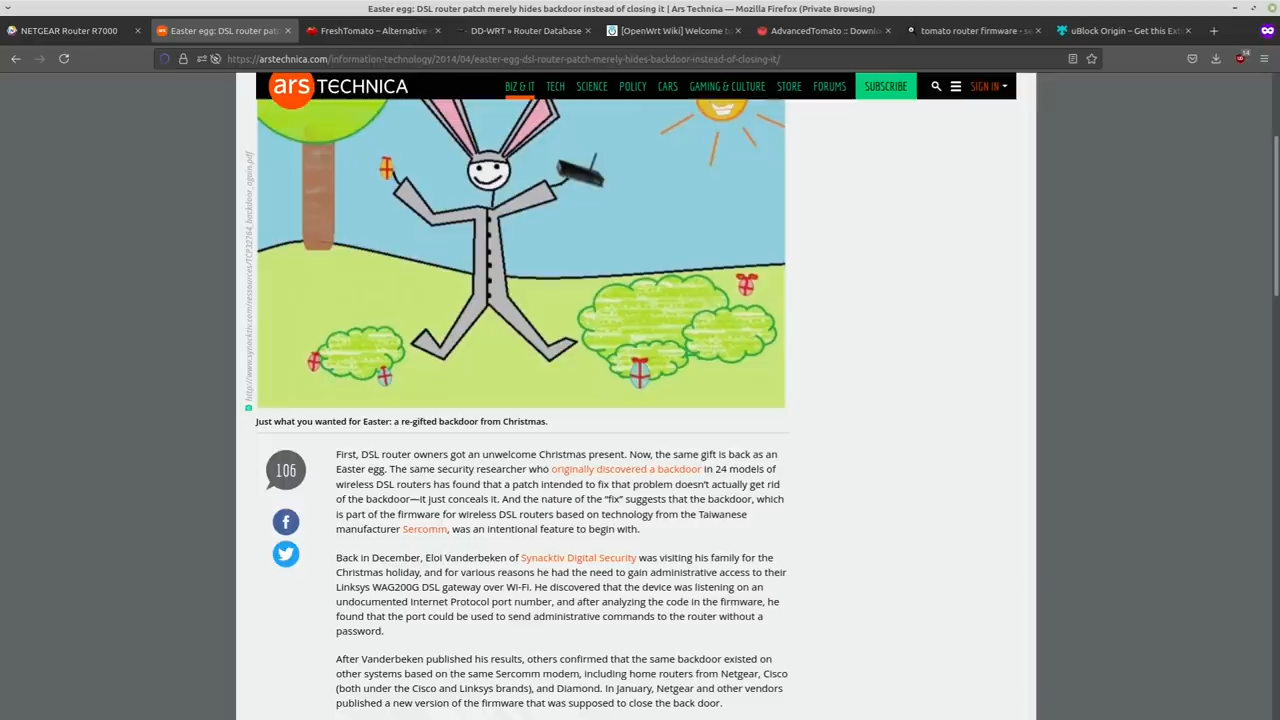 Easter egg: DSL router patch merely hides backdoor instead of closing it | Ars Technica — Mozilla Firefox (Private Browsing)
NETGEAR Router R7000
Easter egg: DSL router pat
FreshTomato – Alternative
DD-WRT » Router Database
[OpenWrt Wiki] Welcome t
AdvancedTomato :: Downl
tomato router firmware - s
uBlock Origin – Get this Ext
https://arstechnica.com/information-technology/2014/04/easter-egg-dsl-router-patch-merely-hides-backdoor-instead-of-closing-it/
14
ars TECHNICA
BIZ & IT TECH SCIENCE POLICY CARS GAMING & CULTURE STORE FORUMS SUBSCRIBE SIGN IN
http://www.synacktiv.com/ressources/TCP32764_backdoor_again.pdf
Just what you wanted for Easter: a re-gifted backdoor from Christmas.
106
First, DSL router owners got an unwelcome Christmas present. Now, the same gift is back as an
Easter egg. The same security researcher who originally discovered a backdoor in 24 models of
wireless DSL routers has found that a patch intended to fix that problem doesn’t actually get rid
of the backdoor—it just conceals it. And the nature of the “fix” suggests that the backdoor, which
is part of the firmware for wireless DSL routers based on technology from the Taiwanese
manufacturer Sercomm, was an intentional feature to begin with.
Back in December, Eloi Vanderbeken of Synacktiv Digital Security was visiting his family for the
Christmas holiday, and for various reasons he had the need to gain administrative access to their
Linksys WAG200G DSL gateway over Wi-Fi. He discovered that the device was listening on an
undocumented Internet Protocol port number, and after analyzing the code in the firmware, he
found that the port could be used to send administrative commands to the router without a
password.
After Vanderbeken published his results, others confirmed that the same backdoor existed on
other systems based on the same Sercomm modem, including home routers from Netgear, Cisco
(both under the Cisco and Linksys brands), and Diamond. In January, Netgear and other vendors
published a new version of the firmware that was supposed to close the back door.